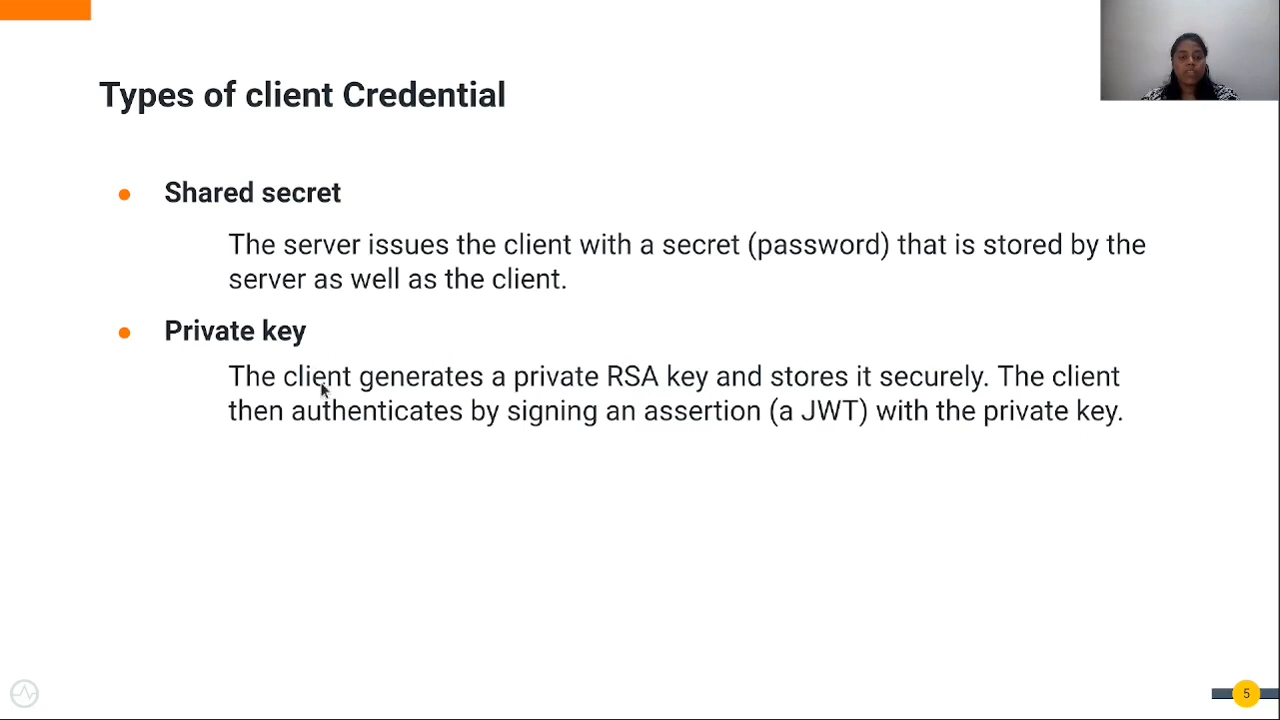 Types of client Credential
● Shared secret
The server issues the client with a secret (password) that is stored by the
server as well as the client.
● Private key
The client generates a private RSA key and stores it securely. The client
then authenticates by signing an assertion (a JWT) with the private key.
5